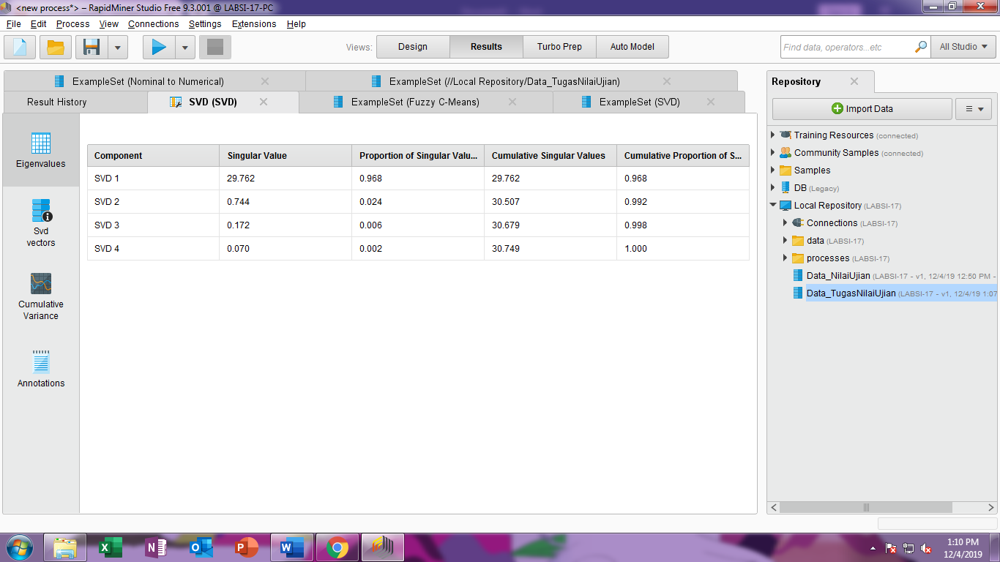 <new process*> – RapidMiner Studio Free 9.3.001 @ LABSI-17-PC
File Edit Process View Connections Settings Extensions Help
Views: Design Results Turbo Prep Auto Model Find data, operators...etc All Studio
ExampleSet (Nominal to Numerical) ExampleSet (//Local Repository/Data_TugasNilaiUjian)
Result History SVD (SVD) ExampleSet (Fuzzy C-Means) ExampleSet (SVD)
Eigenvalues
Svd
vectors
Cumulative
Variance
Annotations
Component Singular Value Proportion of Singular Valu... Cumulative Singular Values Cumulative Proportion of S...
SVD 1 29.762 0.968 29.762 0.968
SVD 2 0.744 0.024 30.507 0.992
SVD 3 0.172 0.006 30.679 0.998
SVD 4 0.070 0.002 30.749 1.000
Repository
Import Data
Training Resources (connected)
Community Samples (connected)
Samples
DB (Legacy)
Local Repository (LABSI-17)
Connections (LABSI-17)
data (LABSI-17)
processes (LABSI-17)
Data_NilaiUjian (LABSI-17 - v1, 12/4/19 12:50 PM -
Data_TugasNilaiUjian (LABSI-17 - v1, 12/4/19 1:07
1:10 PM
12/4/2019